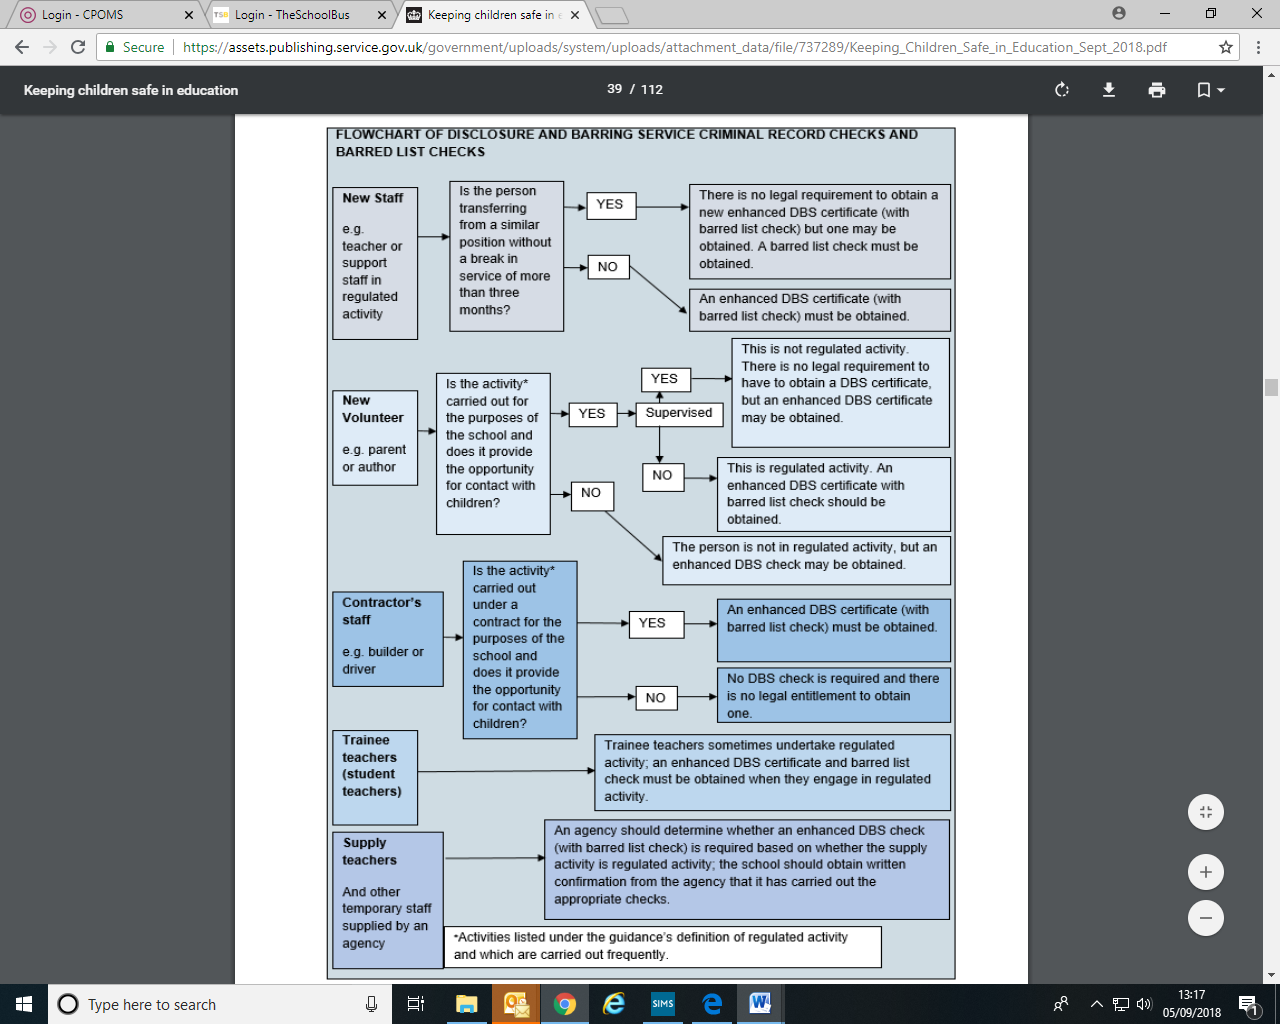 Login - CPOMS
Login - TheSchoolBus
Keeping children safe in e
Secure
https://assets.publishing.service.gov.uk/government/uploads/system/uploads/attachment_data/file/737289/Keeping_Children_Safe_in_Education_Sept_2018.pdf
Keeping children safe in education
39 / 112
FLOWCHART OF DISCLOSURE AND BARRING SERVICE CRIMINAL RECORD CHECKS AND
BARRED LIST CHECKS
New Staff
e.g.
teacher or
support
staff in
regulated
activity
Is the person
transferring
from a similar
position without
a break in
service of more
than three
months?
YES
There is no legal requirement to obtain a
new enhanced DBS certificate (with
barred list check) but one may be
obtained. A barred list check must be
obtained.
NO
An enhanced DBS certificate (with
barred list check) must be obtained.
New
Volunteer
e.g. parent
or author
Is the activity*
carried out for
the purposes of
the school and
does it provide
the opportunity
for contact with
children?
YES
Supervised
YES
This is not regulated activity.
There is no legal requirement to
have to obtain a DBS certificate,
but an enhanced DBS certificate
may be obtained.
NO
This is regulated activity. An
enhanced DBS certificate with
barred list check should be
obtained.
NO
The person is not in regulated activity, but an
enhanced DBS check may be obtained.
Contractor's
staff
e.g. builder or
driver
Is the activity*
carried out
under a
contract for the
purposes of the
school and
does it provide
the opportunity
for contact with
children?
YES
An enhanced DBS certificate (with
barred list check) must be obtained.
NO
No DBS check is required and there
is no legal entitlement to obtain
one.
Trainee
teachers
(student
teachers)
Trainee teachers sometimes undertake regulated
activity; an enhanced DBS certificate and barred list
check must be obtained when they engage in regulated
activity.
Supply
teachers
And other
temporary staff
supplied by an
agency
An agency should determine whether an enhanced DBS check
(with barred list check) is required based on whether the supply
activity is regulated activity; the school should obtain written
confirmation from the agency that it has carried out the
appropriate checks.
*Activities listed under the guidance's definition of regulated activity
and which are carried out frequently.
Type here to search
SIMS
13:17
05/09/2018
1